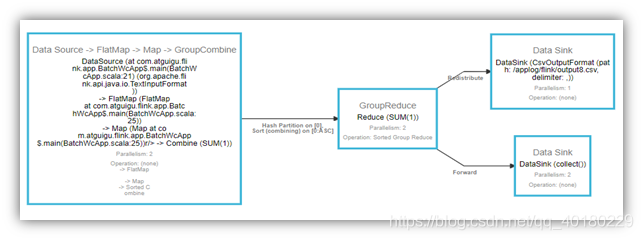 Data Source -> FlatMap -> Map -> GroupCombine
DataSource (at com.atguigu.fli
nk.app.BatchWcApp$.main(BatchW
cApp.scala:21) (org.apache.fli
nk.api.java.io.TextInputFormat
))
-> FlatMap (FlatMap
at com.atguigu.flink.app.Batc
hWcApp$.main(BatchWcApp.scala:
25))
-> Map (Map at co
m.atguigu.flink.app.BatchWcApp
$.main(BatchWcApp.scala:25))r/> -> Combine (SUM(1))
Parallelism: 2
Operation: (none)
-> FlatMap
-> Map
-> Sorted C
ombine
Hash Partition on [0]
Sort (combining) on [0:ASC]
GroupReduce
Reduce (SUM(1))
Parallelism: 2
Operation: Sorted Group Reduce
Redistribute
Forward
Data Sink
DataSink (CsvOutputFormat (pat
h: /applog/flink/output8.csv,
delimiter: ,))
Parallelism: 1
Operation: (none)
Data Sink
DataSink (collect())
Parallelism: 2
Operation: (none)
https://blog.csdn.net/qq_40180229